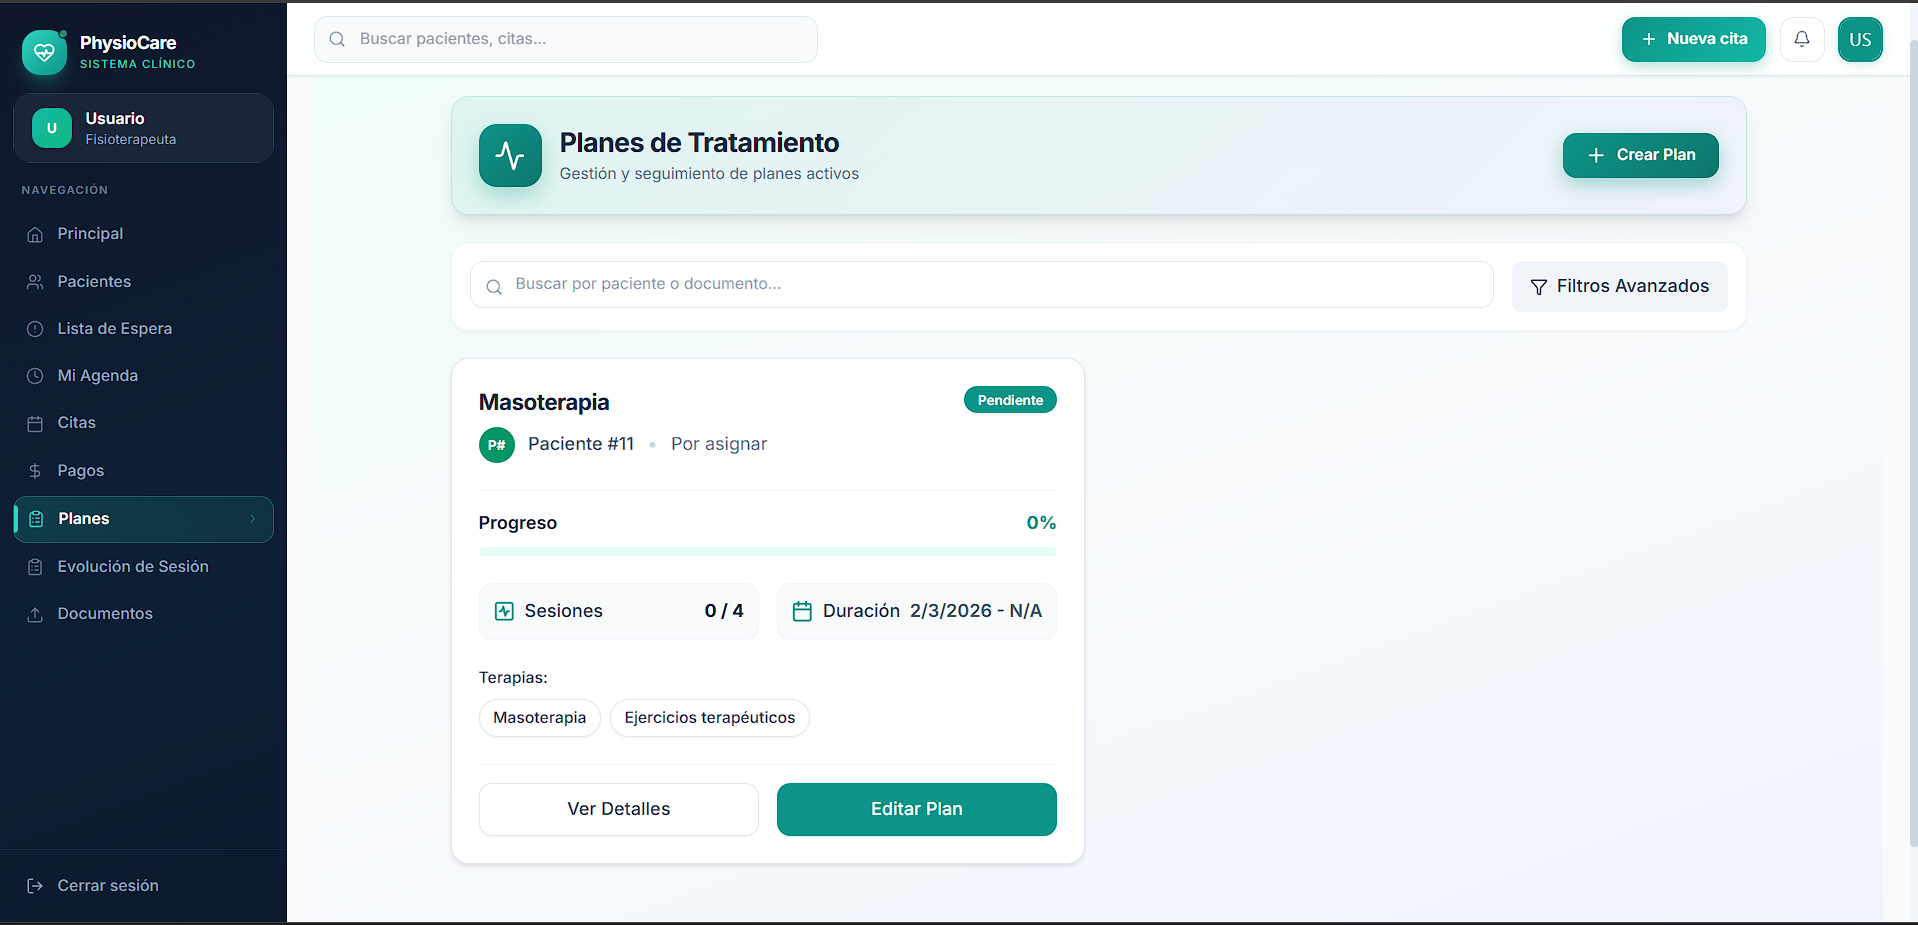 PhysioCare
SISTEMA CLÍNICO
U
Usuario
Fisioterapeuta
NAVEGACIÓN
Principal
Pacientes
Lista de Espera
Mi Agenda
Citas
Pagos
Planes
Evolución de Sesión
Documentos
Cerrar sesión
Buscar pacientes, citas...
+ Nueva cita
US
Planes de Tratamiento
Gestión y seguimiento de planes activos
+ Crear Plan
Buscar por paciente o documento...
Filtros Avanzados
Masoterapia
Pendiente
P# Paciente #11 • Por asignar
Progreso 0%
Sesiones 0 / 4
Duración 2/3/2026 - N/A
Terapias:
Masoterapia
Ejercicios terapéuticos
Ver Detalles
Editar Plan